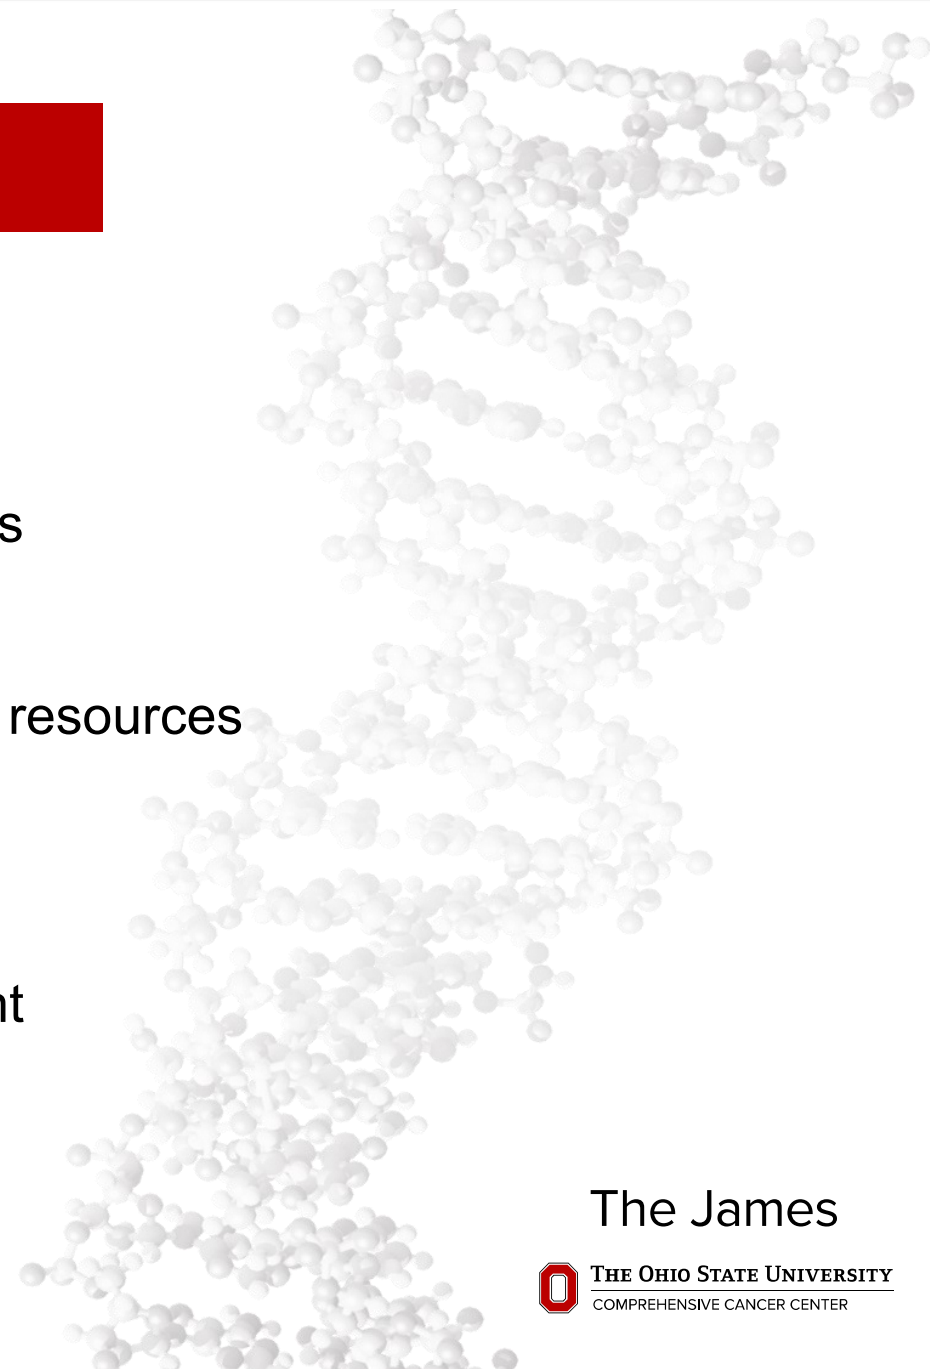 s
resources
nt
The James
THE OHIO STATE UNIVERSITY
COMPREHENSIVE CANCER CENTER